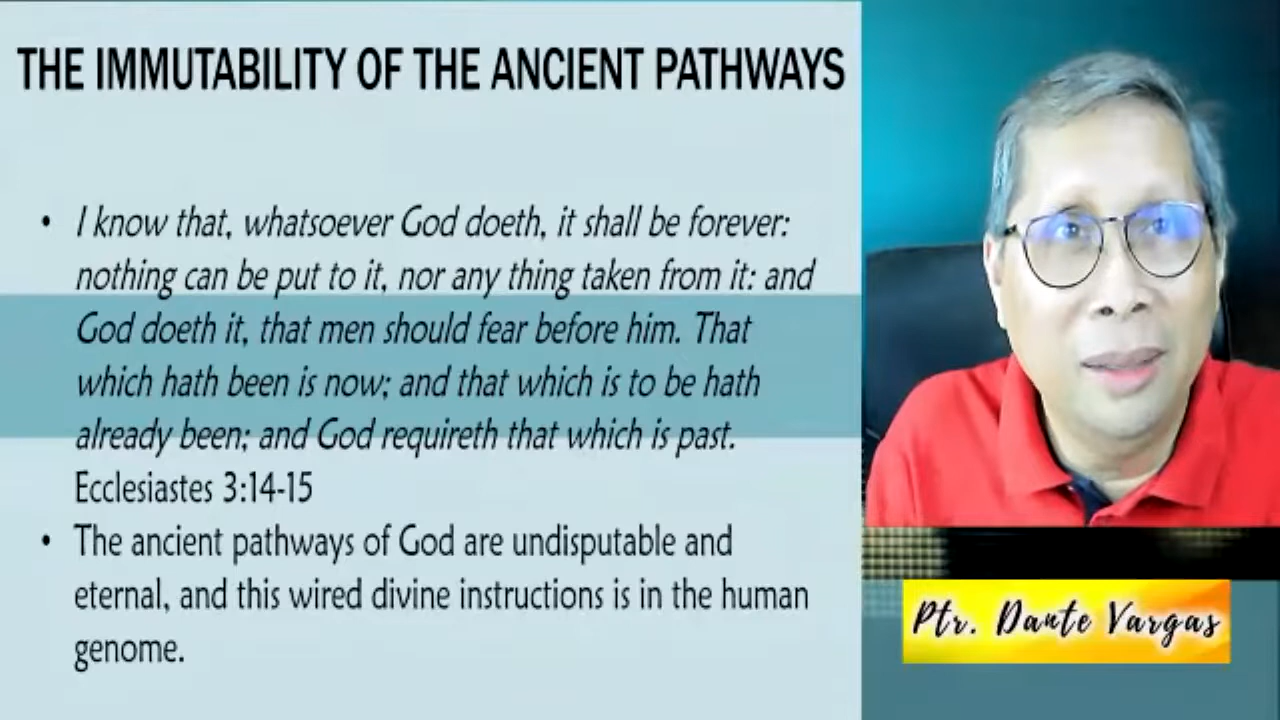 THE IMMUTABILITY OF THE ANCIENT PATHWAYS
• I know that, whatsoever God doeth, it shall be forever:
nothing can be put to it, nor any thing taken from it: and
God doeth it, that men should fear before him. That
which hath been is now; and that which is to be hath
already been; and God requireth that which is past.
Ecclesiastes 3:14-15
• The ancient pathways of God are undisputable and
eternal, and this wired divine instructions is in the human
genome.
Ptr. Dante Vargas